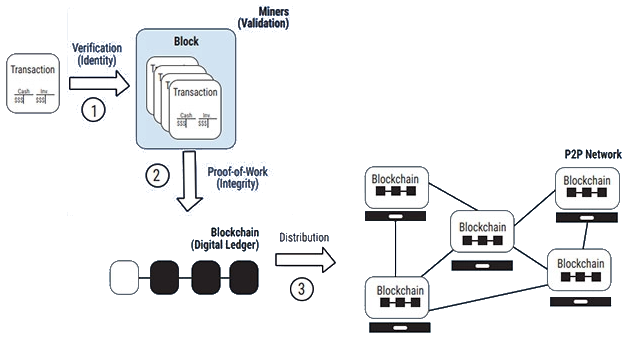 Miners
(Validation)
Verification
(Identity)
Block
Transaction
Cash Inv
$$$ $$$
1
T
T
T
Transaction
Cash Inv
$$$ $$$
2
Proof-of-Work
(Integrity)
P2P Network
Blockchain
Blockchain
Blockchain
(Digital Ledger)
Distribution
3
Blockchain
Blockchain
Blockchain